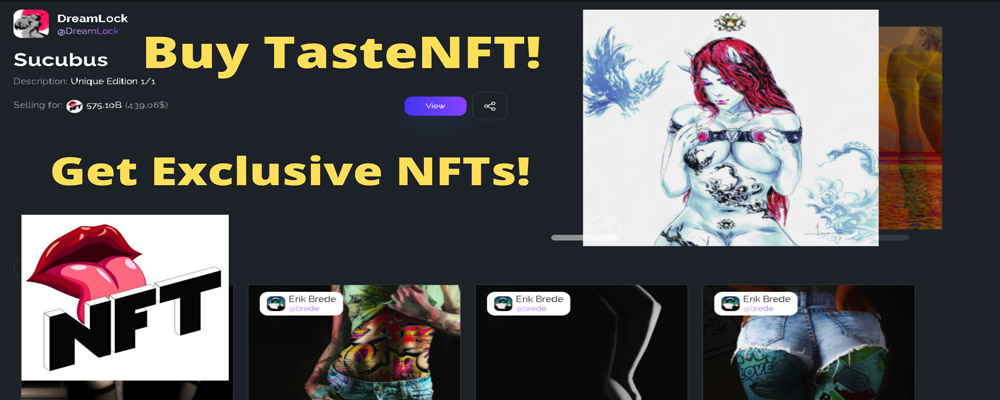 DreamLock
@DreamLock
Buy TasteNFT!
Sucubus
Description: Unique Edition 1/1
Selling for: 575.10B (439.08$)
View
Get Exclusive NFTs!
NFT
Erik Brede
@brede
Erik Brede
@brede
Erik Brede
@brede
LOVE